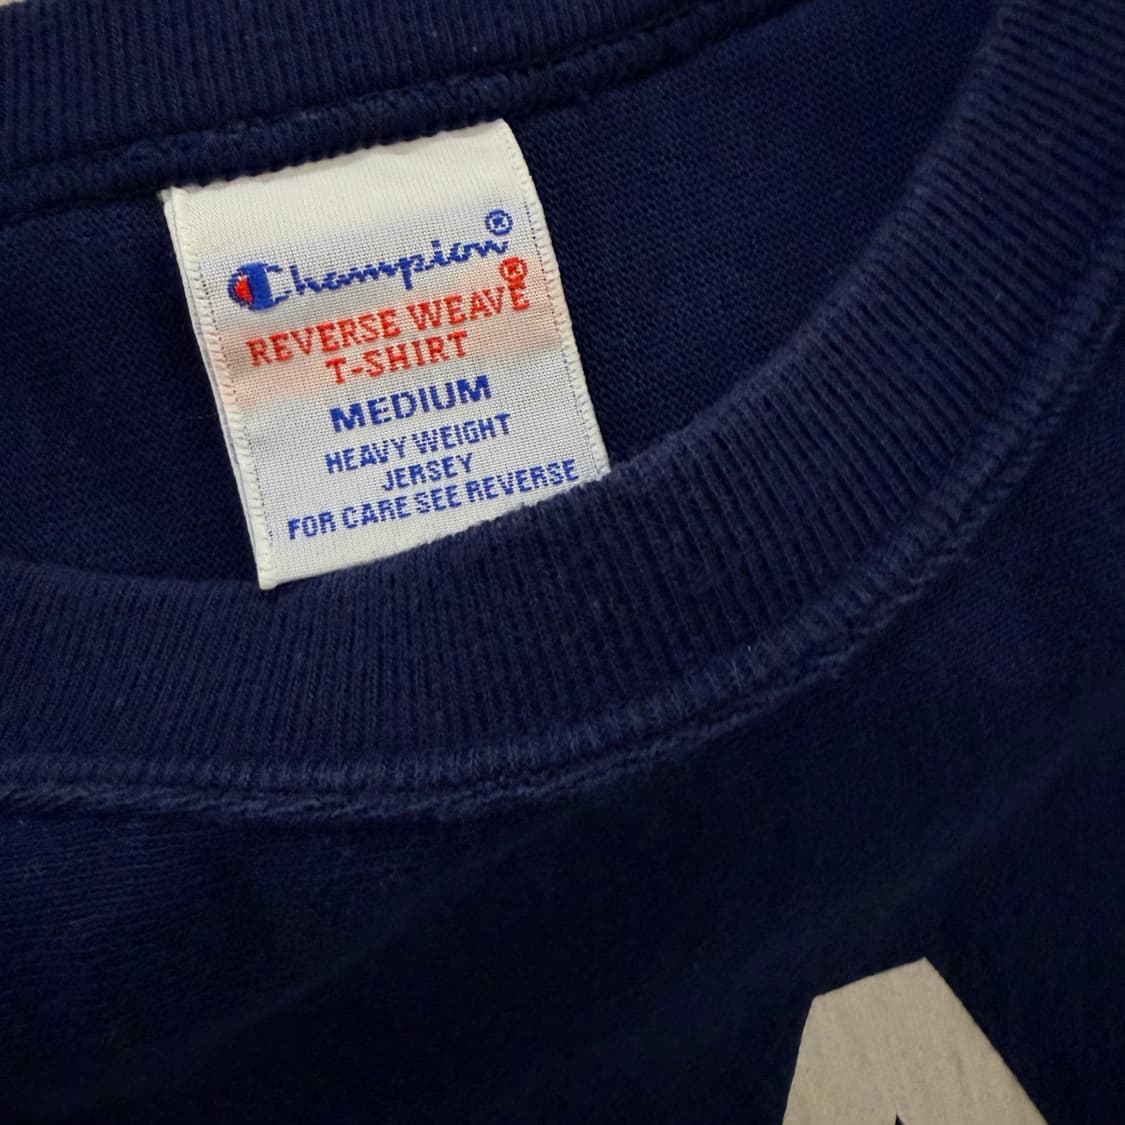 Champion®
REVERSE WEAVE®
T-SHIRT
MEDIUM
HEAVY WEIGHT
JERSEY
FOR CARE SEE REVERSE
A